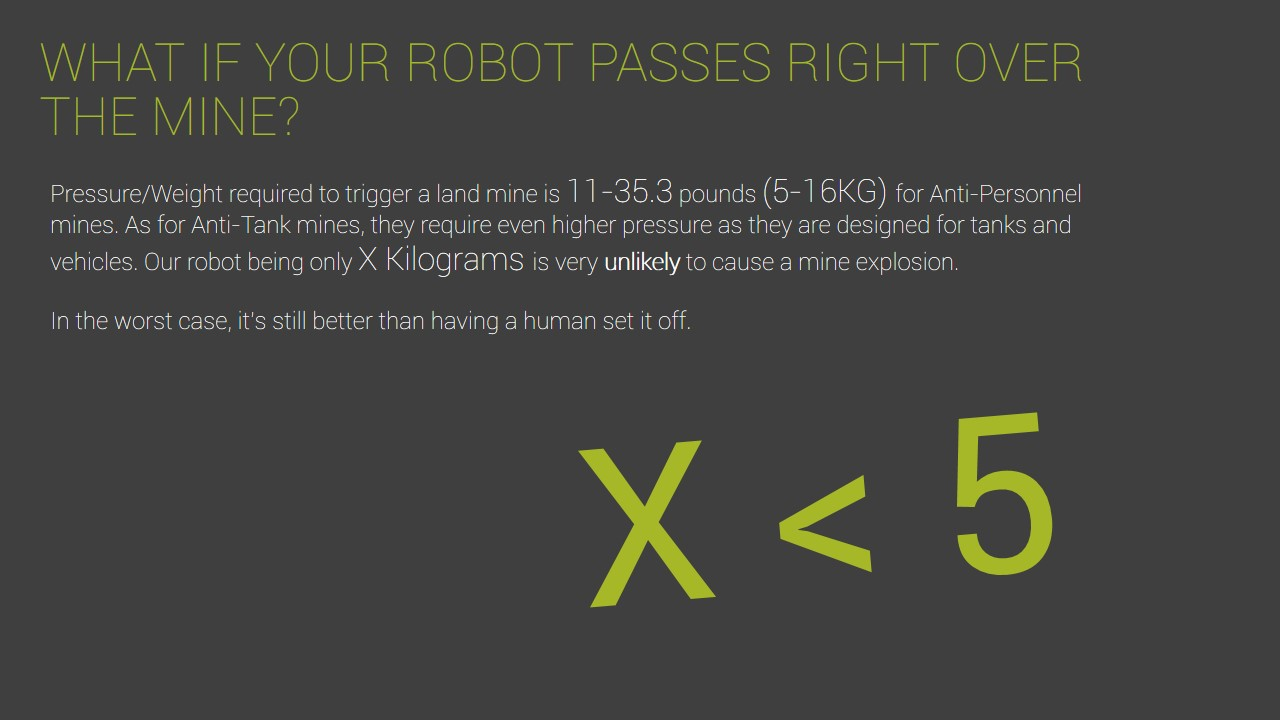 WHAT IF YOUR ROBOT PASSES RIGHT OVER
THE MINE?
Pressure/Weight required to trigger a land mine is 11-35.3 pounds (5-16KG) for Anti-Personnel
mines. As for Anti-Tank mines, they require even higher pressure as they are designed for tanks and
vehicles. Our robot being only X Kilograms is very unlikely to cause a mine explosion.
In the worst case, it's still better than having a human set it off.
X < 5